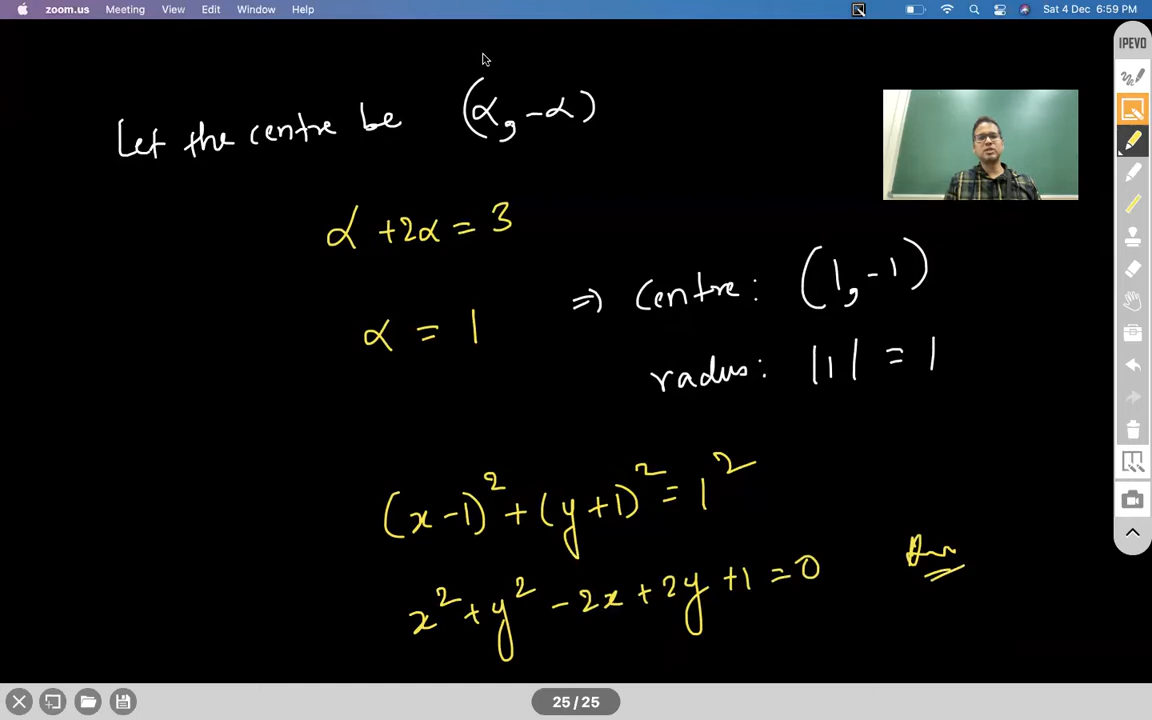 zoom.us Meeting View Edit Window Help Sat 4 Dec 6:59 PM
IPEVO
Let the centre be (α, -α)
α + 2α = 3
⇒ centre: (1, -1)
α = 1
radus: |1| = 1
(x - 1)² + (y + 1)² = 1²
x² + y² - 2x + 2y + 1 = 0 Ans
25 / 25